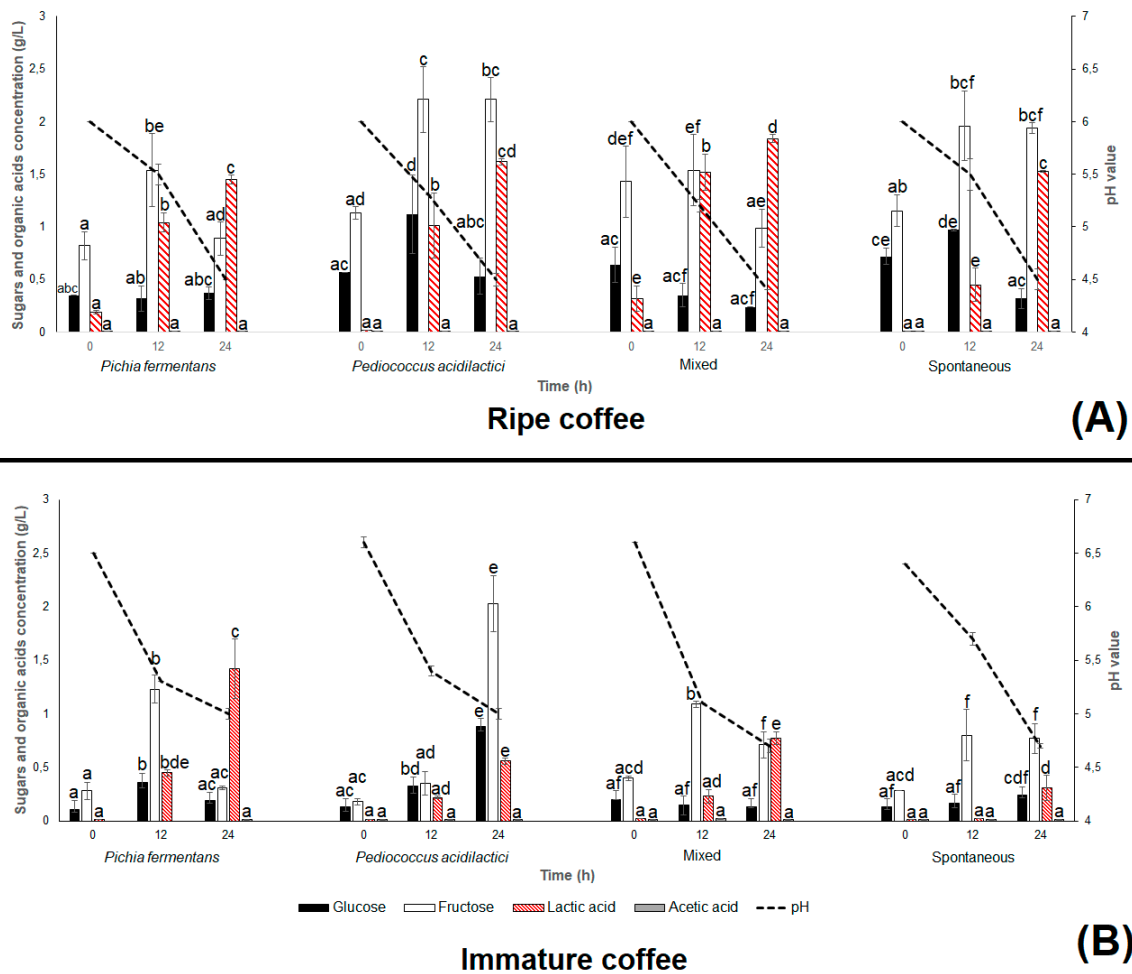 Sugars and organic acids concentration (g/L)
3
2,5
2
1,5
1
0,5
0
7
6,5
6
5,5
5
4,5
4
pH value
abc a a a
ab be b a
abc ad c a
ac ad a a
d c b a
abc bc cd a
ac def e a
acf ef b a
acf ae d a
ce ab a a
de bcf e a
ac bcf c a
0 12 24 0 12 24 0 12 24 0 12 24
Pichia fermentans Pediococcus acidilactici Mixed Spontaneous
Time (h)
Ripe coffee
(A)
Sugars and organic acids concentration (g/L)
3
2,5
2
1,5
1
0,5
0
7
6,5
6
5,5
5
4,5
4
pH value
a a a
b b bde
ac ac c a
ac ac a a
bd ad ad a
e e e a
af acd a a
af b ad a
af f e a
af acd a a
af f a a
cdf f d a
0 12 24 0 12 24 0 12 24 0 12 24
Pichia fermentans Pediococcus acidilactici Mixed Spontaneous
Time (h)
Glucose Fructose Lactic acid Acetic acid pH
Immature coffee
(B)